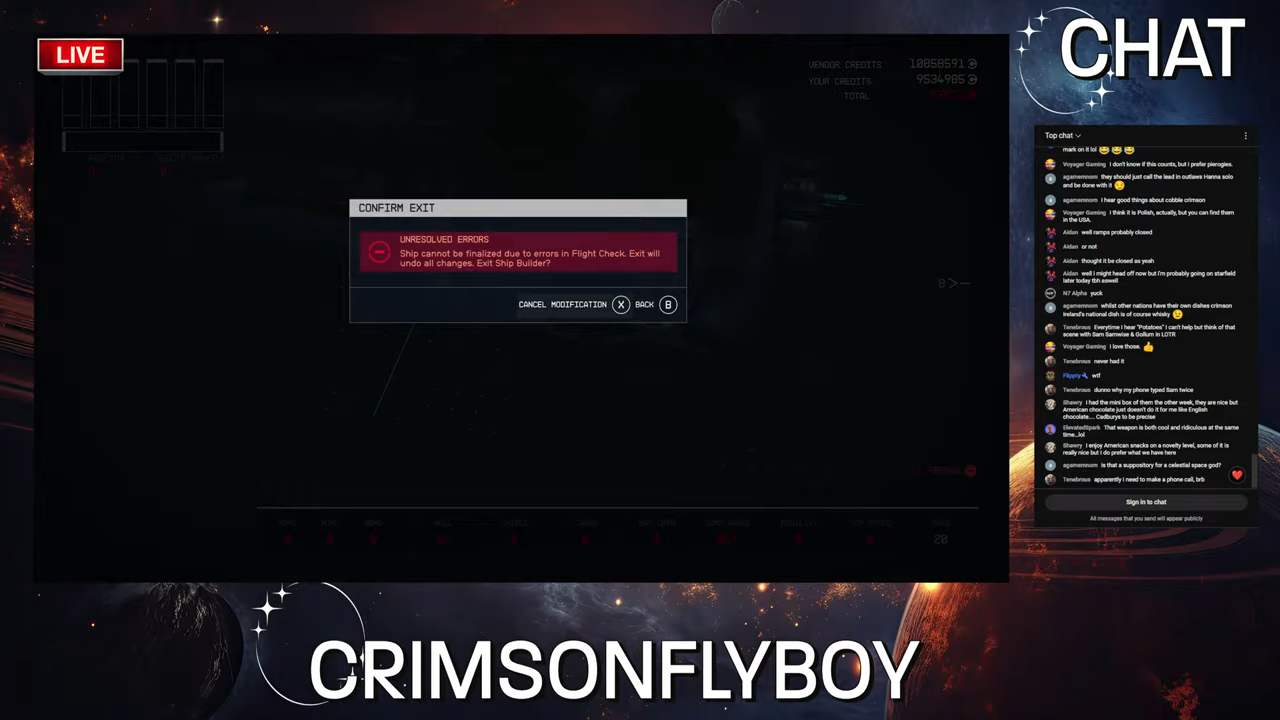 LIVE
CHAT
VENDOR CREDITS 10858591
YOUR CREDITS 9534985
TOTAL
CONFIRM EXIT
UNRESOLVED ERRORS
Ship cannot be finalized due to errors in Flight Check. Exit will
undo all changes. Exit Ship Builder?
CANCEL MODIFICATION X BACK B
B
20
Top chat
mark on it lol
Voyager Gaming I don't know if this counts, but I prefer pierogies.
agamemnom they should just call the lead in outlaws Hanna solo
and be done with it
agamemnom I hear good things about cobble crimson
Voyager Gaming I think it is Polish, actually, but you can find them
in the USA.
Aidan well ramps probably closed
Aidan or not
Aidan thought it be closed as yeah
Aidan well I might head off now but i'm probably going on starfield
later today tbh aswell
N7 Alpha yuck
agamemnom whilst other nations have their own dishes crimson
Ireland's national dish is of course whisky
Tenebrous Everytime I hear "Potatoes" I can't help but think of that
scene with Sam Samwise & Gollum in LOTR
Voyager Gaming I love those.
Tenebrous never had it
Flippty wtf
Tenebrous dunno why my phone typed Sam twice
Shawry I had the mini box of them the other week, they are nice but
American chocolate just doesn't do it for me like English
chocolate.... Cadburys to be precise
ElevatedSpark That weapon is both cool and ridiculous at the same
time..lol
Shawry I enjoy American snacks on a novelty level, some of it is
really nice but I do prefer what we have here
agamemnom is that a suppository for a celestial space god?
Tenebrous apparently i need to make a phone call, brb
Sign in to chat
All messages that you send will appear publicly
CRIMSONFLYBOY